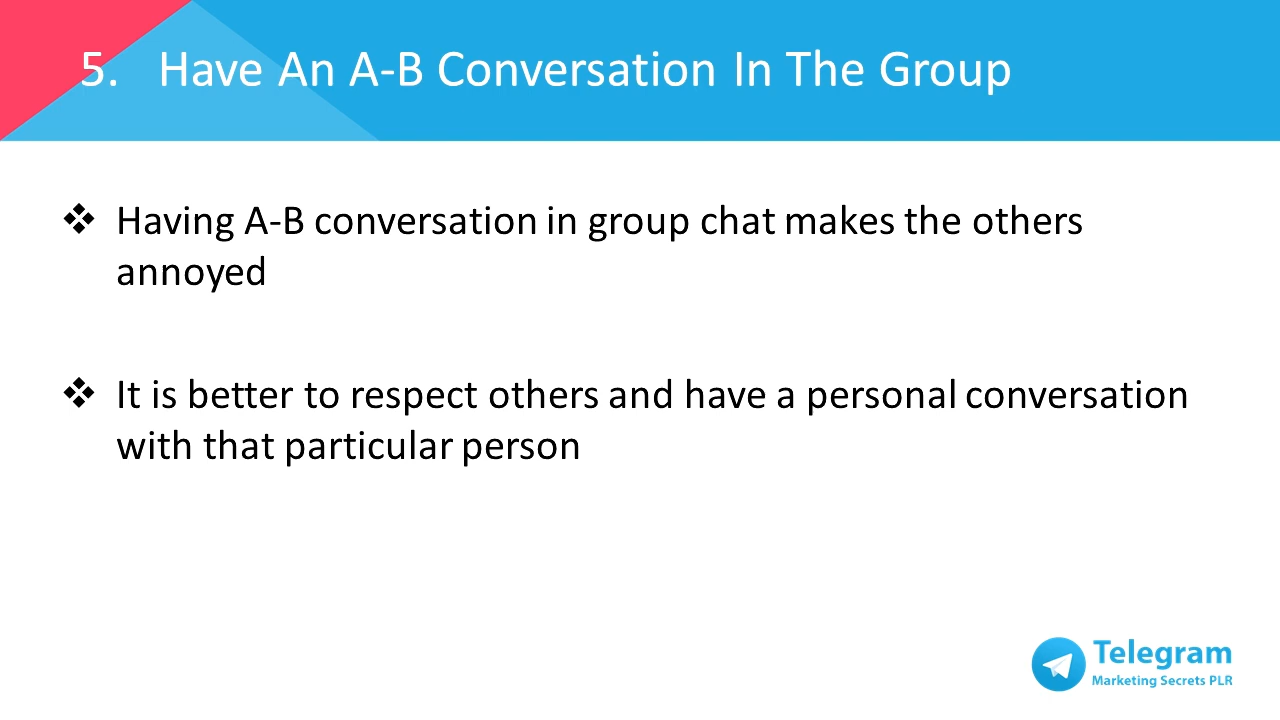 5. Have An A-B Conversation In The Group
❖ Having A-B conversation in group chat makes the others
annoyed
❖ It is better to respect others and have a personal conversation
with that particular person
Telegram
Marketing Secrets PLR